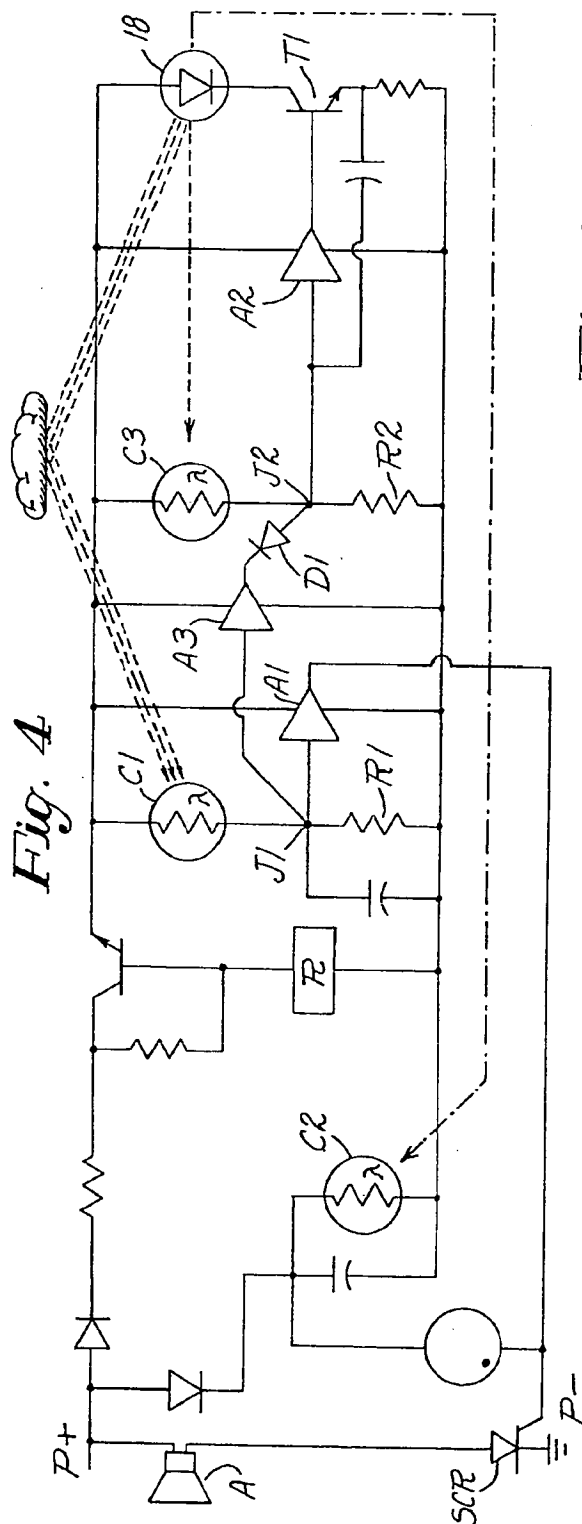 Fig. 4
18
T1
A2
C3
J2
R2
D1
A3
A1
C1
J1
R1
R
C2
P+
A
SCR
P-
λ
λ
λ